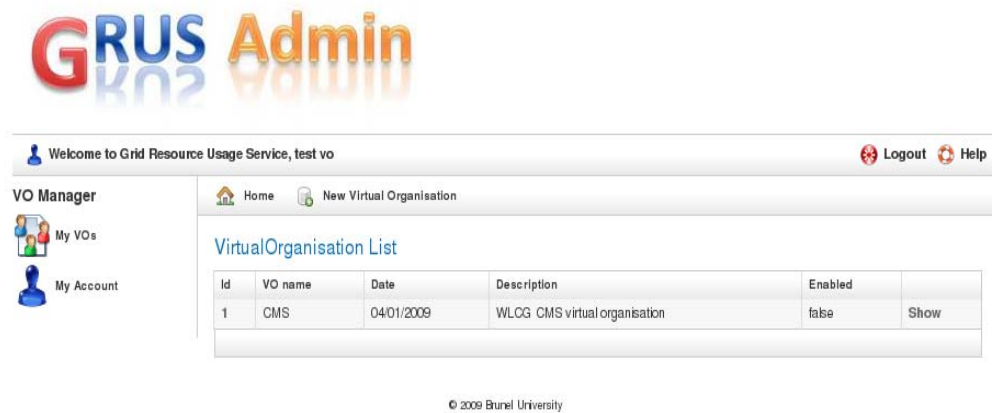 GRUS Admin
Welcome to Grid Resource Usage Service, test vo
Logout Help
VO Manager
My VOs
My Account
Home New Virtual Organisation
VirtualOrganisation List
Id VO name Date Description Enabled
1 CMS 04/01/2009 WLCG CMS virtual organisation false Show
© 2009 Brunel University